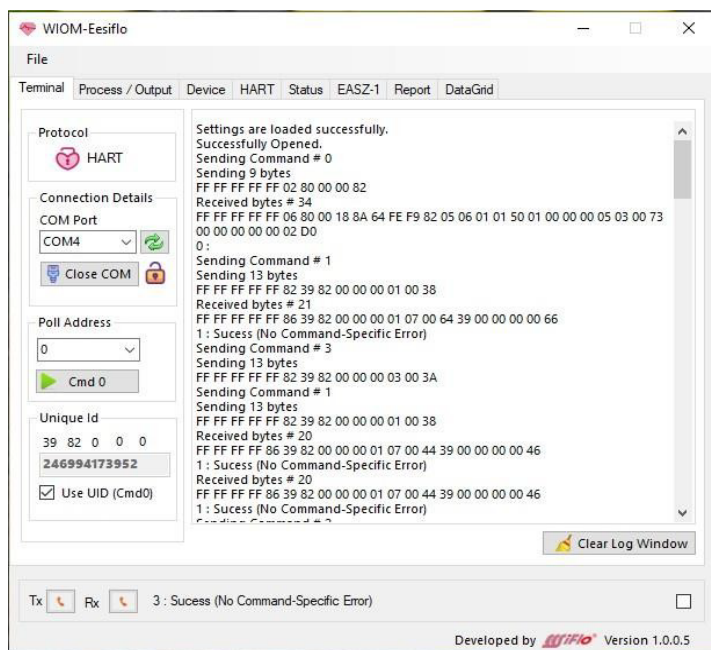 WIOM-Eesiflo
File
Terminal Process / Output Device HART Status EASZ-1 Report DataGrid
Protocol
HART
Connection Details
COM Port
COM4
Close COM
Poll Address
0
Cmd 0
Unique Id
39 82 0 0 0
246994173952
Use UID (Cmd0)
Settings are loaded successfully.
Successfully Opened.
Sending Command # 0
Sending 9 bytes
FF FF FF FF FF 02 80 00 00 82
Received bytes # 34
FF FF FF FF FF 06 80 00 18 8A 64 FE F9 82 05 06 01 01 50 01 00 00 00 05 03 00 73
00 00 00 00 00 02 D0
0 :
Sending Command # 1
Sending 13 bytes
FF FF FF FF FF 82 39 82 00 00 00 01 00 38
Received bytes # 21
FF FF FF FF FF 86 39 82 00 00 00 01 07 00 64 39 00 00 00 00 66
1 : Sucess (No Command-Specific Error)
Sending Command # 3
Sending 13 bytes
FF FF FF FF FF 82 39 82 00 00 00 03 00 3A
Sending Command # 1
Sending 13 bytes
FF FF FF FF FF 82 39 82 00 00 00 01 00 38
Received bytes # 20
FF FF FF FF 86 39 82 00 00 00 01 07 00 44 39 00 00 00 00 46
1 : Sucess (No Command-Specific Error)
Received bytes # 20
FF FF FF FF 86 39 82 00 00 00 01 07 00 44 39 00 00 00 00 46
1 : Sucess (No Command-Specific Error)
Clear Log Window
Tx Rx 3 : Sucess (No Command-Specific Error)
Developed by Version 1.0.0.5